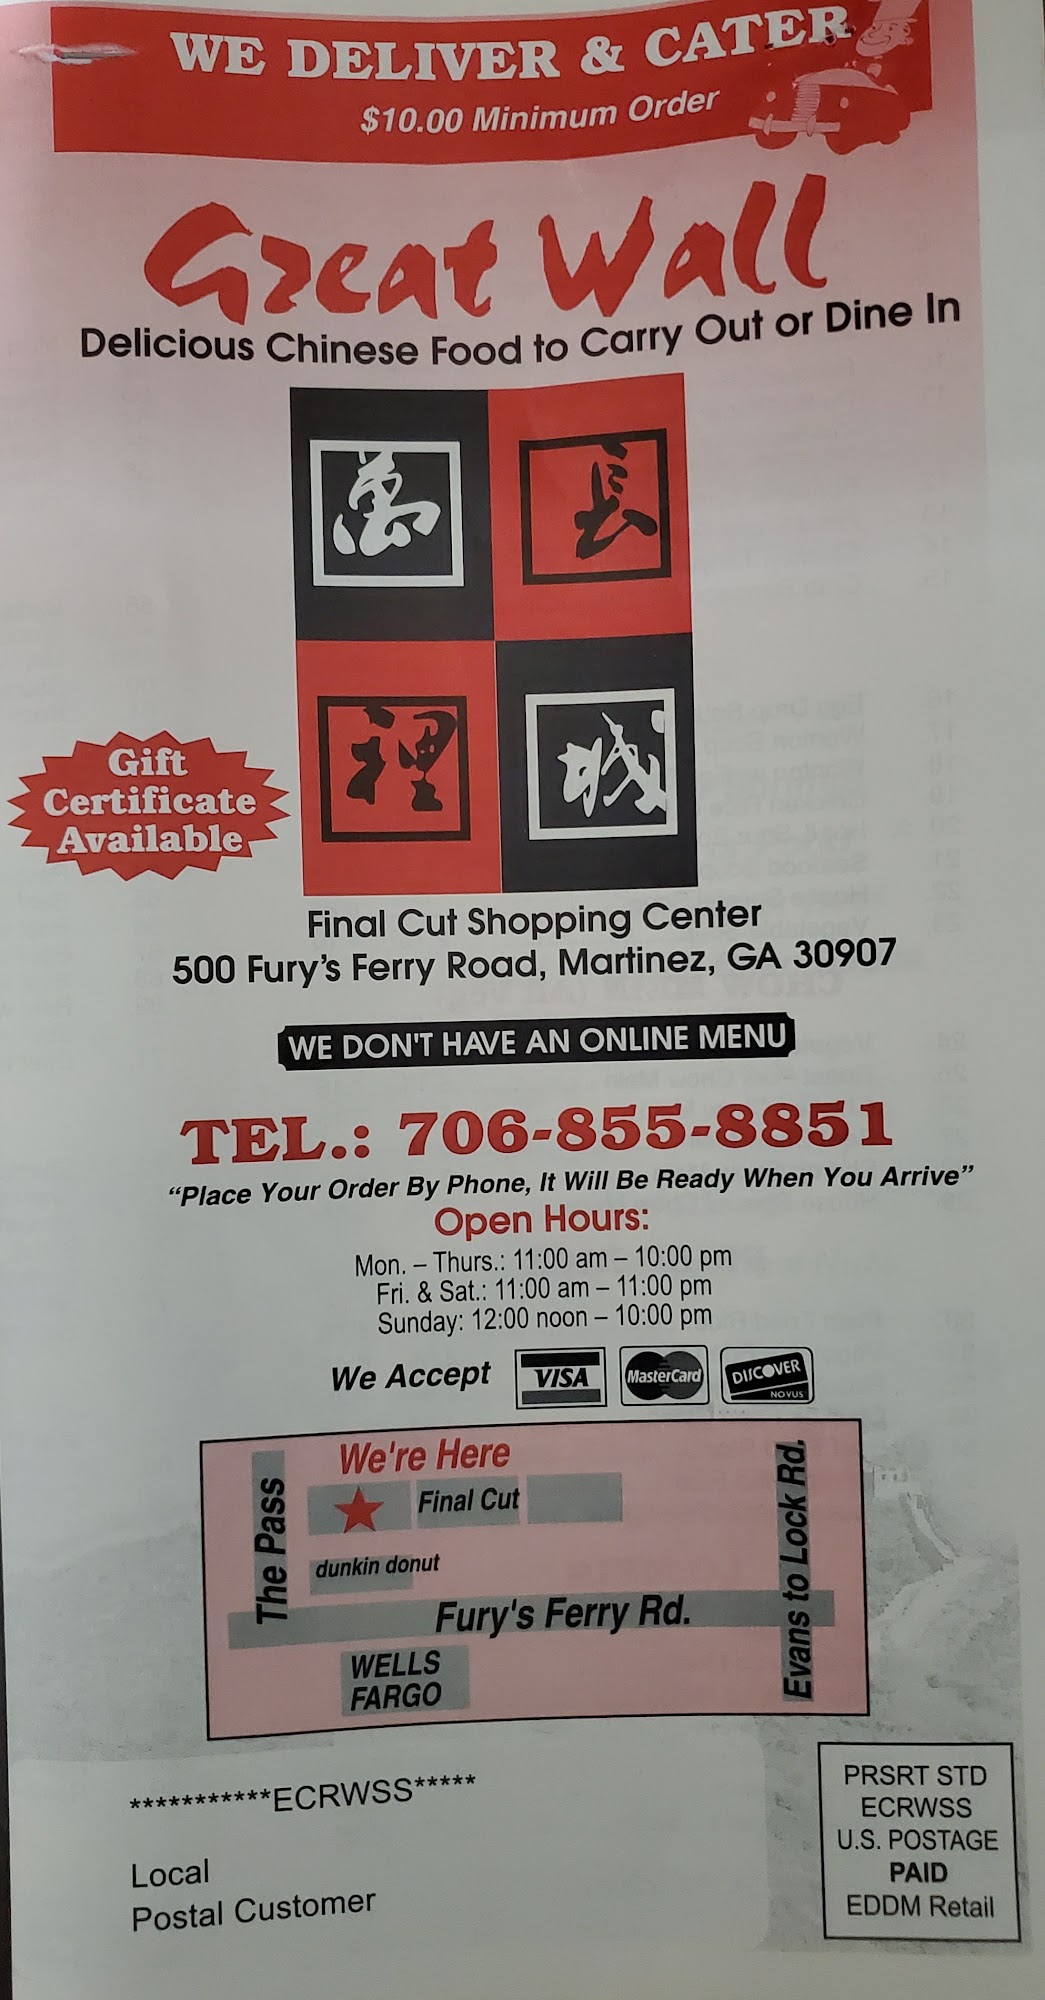 WE DELIVER & CATER
$10.00 Minimum Order
Great Wall
Delicious Chinese Food to Carry Out or Dine In
萬 長
理 城
Gift
Certificate
Available
Final Cut Shopping Center
500 Fury's Ferry Road, Martinez, GA 30907
WE DON'T HAVE AN ONLINE MENU
TEL.: 706-855-8851
“Place Your Order By Phone, It Will Be Ready When You Arrive”
Open Hours:
Mon. – Thurs.: 11:00 am – 10:00 pm
Fri. & Sat.: 11:00 am – 11:00 pm
Sunday: 12:00 noon – 10:00 pm
We Accept VISA MasterCard DISCOVER NOVUS
We're Here
The Pass
Final Cut
dunkin donut
Fury's Ferry Rd.
Evans to Lock Rd.
WELLS
FARGO
***********ECRWSS*****
Local
Postal Customer
PRSRT STD
ECRWSS
U.S. POSTAGE
PAID
EDDM Retail